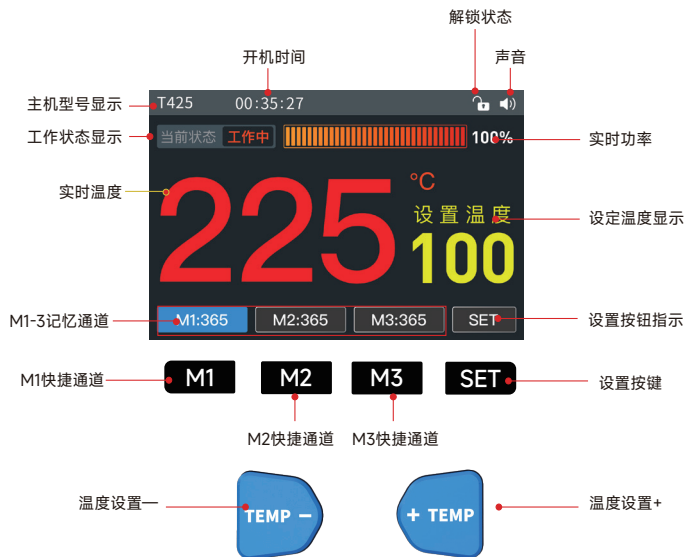 解锁状态
开机时间
声音
主机型号显示
T425 00:35:27
工作状态显示
当前状态 工作中 100%
实时功率
实时温度
225 °C
设置温度
100
设定温度显示
M1-3记忆通道
M1:365 M2:365 M3:365 SET
设置按钮指示
M1快捷通道
M1 M2 M3 SET
设置按键
M2快捷通道 M3快捷通道
温度设置—
TEMP − + TEMP
温度设置+